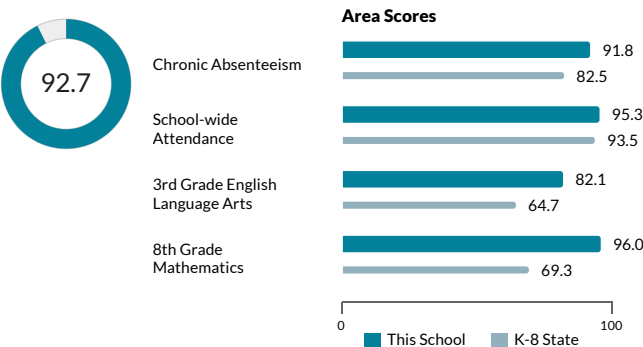 Area Scores
92.7
Chronic Absenteeism
91.8
82.5
School-wide
Attendance
95.3
93.5
3rd Grade English
Language Arts
82.1
64.7
8th Grade
Mathematics
96.0
69.3
0 100
This School K-8 State